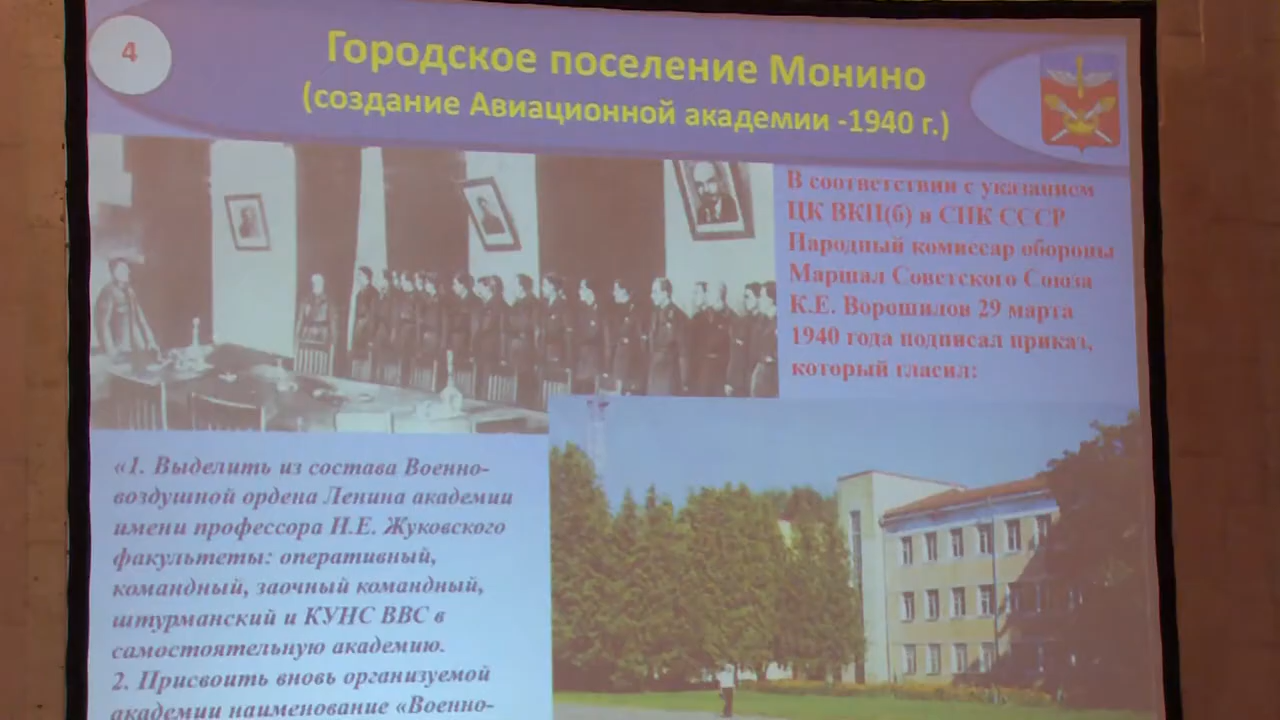 4
Городское поселение Монино
(создание Авиационной академии -1940 г.)
В соответствии с указанием
ЦК ВКП(б) и СНК СССР
Народный комиссар обороны
Маршал Советского Союза
К.Е. Ворошилов 29 марта
1940 года подписал приказ,
который гласил:
«1. Выделить из состава Военно-
воздушной ордена Ленина академии
имени профессора Н.Е. Жуковского
факультеты: оперативный,
командный, заочный командный,
штурманский и КУНС ВВС в
самостоятельную академию.
2. Присвоить вновь организуемой
академии наименование «Военно-